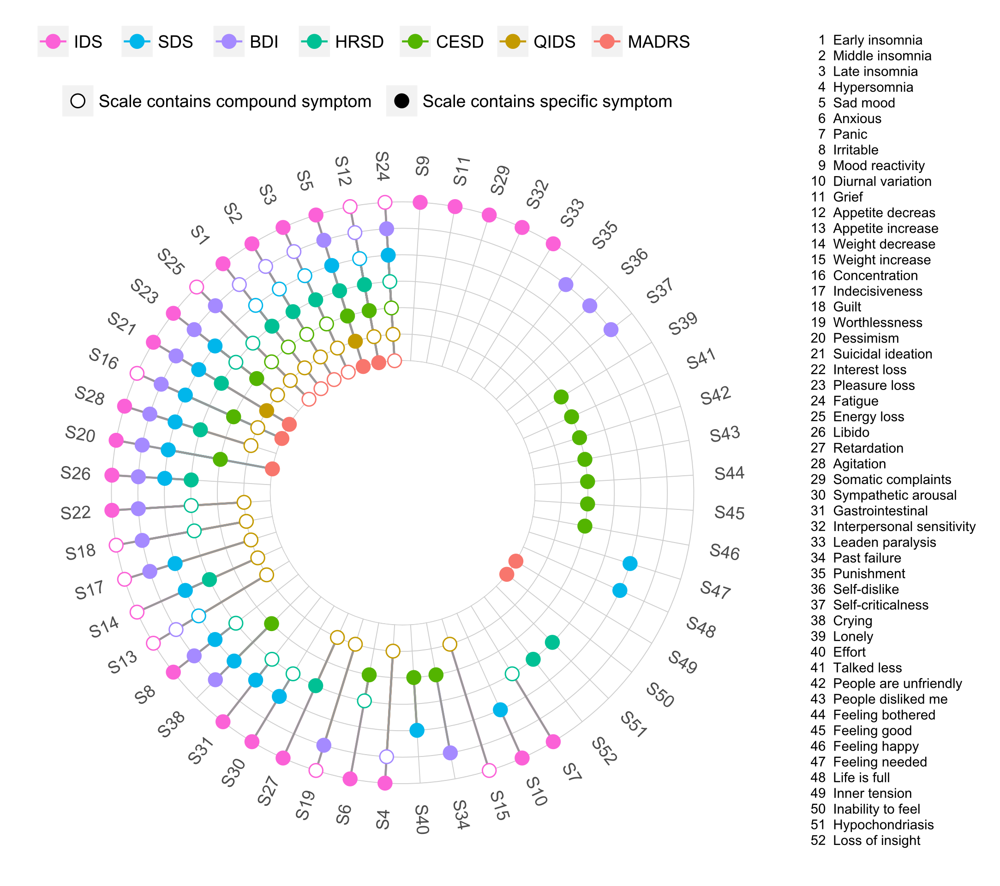 IDS SDS BDI HRSD CESD QIDS MADRS
Scale contains compound symptom Scale contains specific symptom
1 Early insomnia
2 Middle insomnia
3 Late insomnia
4 Hypersomnia
5 Sad mood
6 Anxious
7 Panic
8 Irritable
9 Mood reactivity
10 Diurnal variation
11 Grief
12 Appetite decreas
13 Appetite increase
14 Weight decrease
15 Weight increase
16 Concentration
17 Indecisiveness
18 Guilt
19 Worthlessness
20 Pessimism
21 Suicidal ideation
22 Interest loss
23 Pleasure loss
24 Fatigue
25 Energy loss
26 Libido
27 Retardation
28 Agitation
29 Somatic complaints
30 Sympathetic arousal
31 Gastrointestinal
32 Interpersonal sensitivity
33 Leaden paralysis
34 Past failure
35 Punishment
36 Self-dislike
37 Self-criticalness
38 Crying
39 Lonely
40 Effort
41 Talked less
42 People are unfriendly
43 People disliked me
44 Feeling bothered
45 Feeling good
46 Feeling happy
47 Feeling needed
48 Life is full
49 Inner tension
50 Inability to feel
51 Hypochondriasis
52 Loss of insight
S9
S11
S29
S32
S33
S35
S36
S37
S39
S41
S42
S43
S44
S45
S46
S47
S48
S49
S50
S51
S52
S7
S10
S15
S34
S40
S4
S6
S19
S27
S30
S31
S38
S8
S13
S14
S17
S18
S22
S26
S20
S28
S16
S21
S23
S25
S1
S2
S3
S5
S12
S24